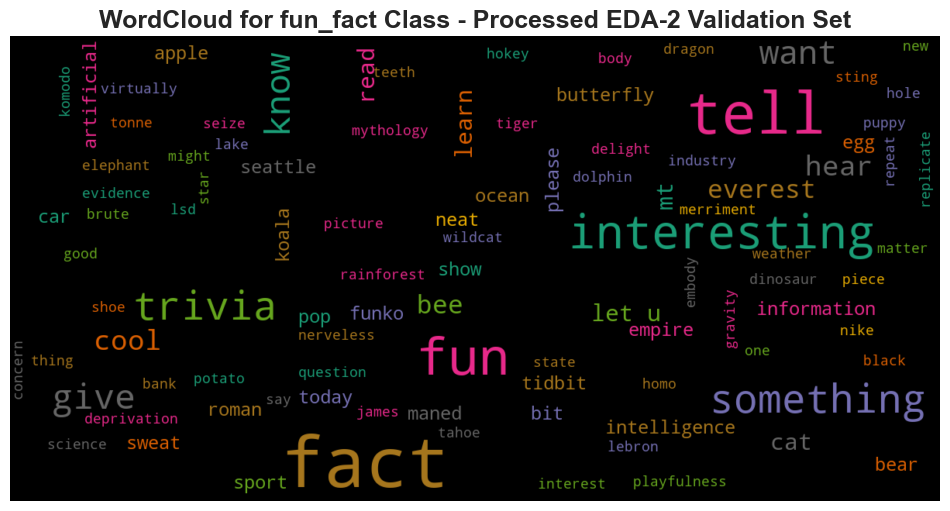 WordCloud for fun_fact Class - Processed EDA-2 Validation Set
komodo
artificial
apple
virtually
tonne
seize
lake
know
read
teeth
mythology
hokey
learn
tiger
body
dragon
butterfly
want
tell
new
sting
hole
puppy
egg
repeat
replicate
elephant
might
star
seattle
evidence
lsd
car
brute
good
koala
picture
ocean
neat
wildcat
please
delight
dolphin
industry
hear
mt
everest
merriment
interesting
weather
matter
rainforest
show
embody
dinosaur
piece
shoe
trivia
pop
funko
bee
let u
empire
gravity
information
nike
cool
nerveless
fun
state
one
black
concern
thing
bank
potato
question
tidbit
homo
give
deprivation
roman
say
today
james
maned
bit
something
science
sweat
tahoe
intelligence
lebron
cat
fact
sport
interest
playfulness
bear